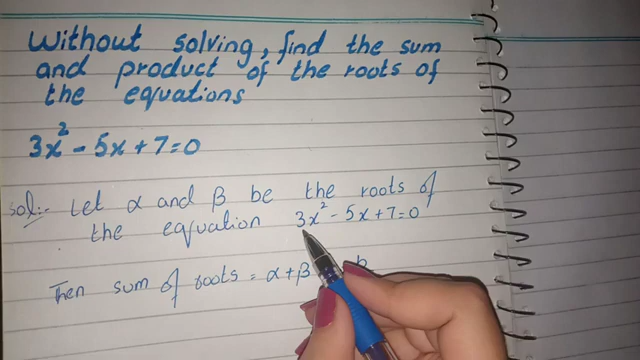 Without solving, find the sum
and product of the roots of
the equations
3x² - 5x + 7 = 0
Sol:- Let α and β be the roots of
the equation 3x² - 5x + 7 = 0
Then sum of roots = α + β